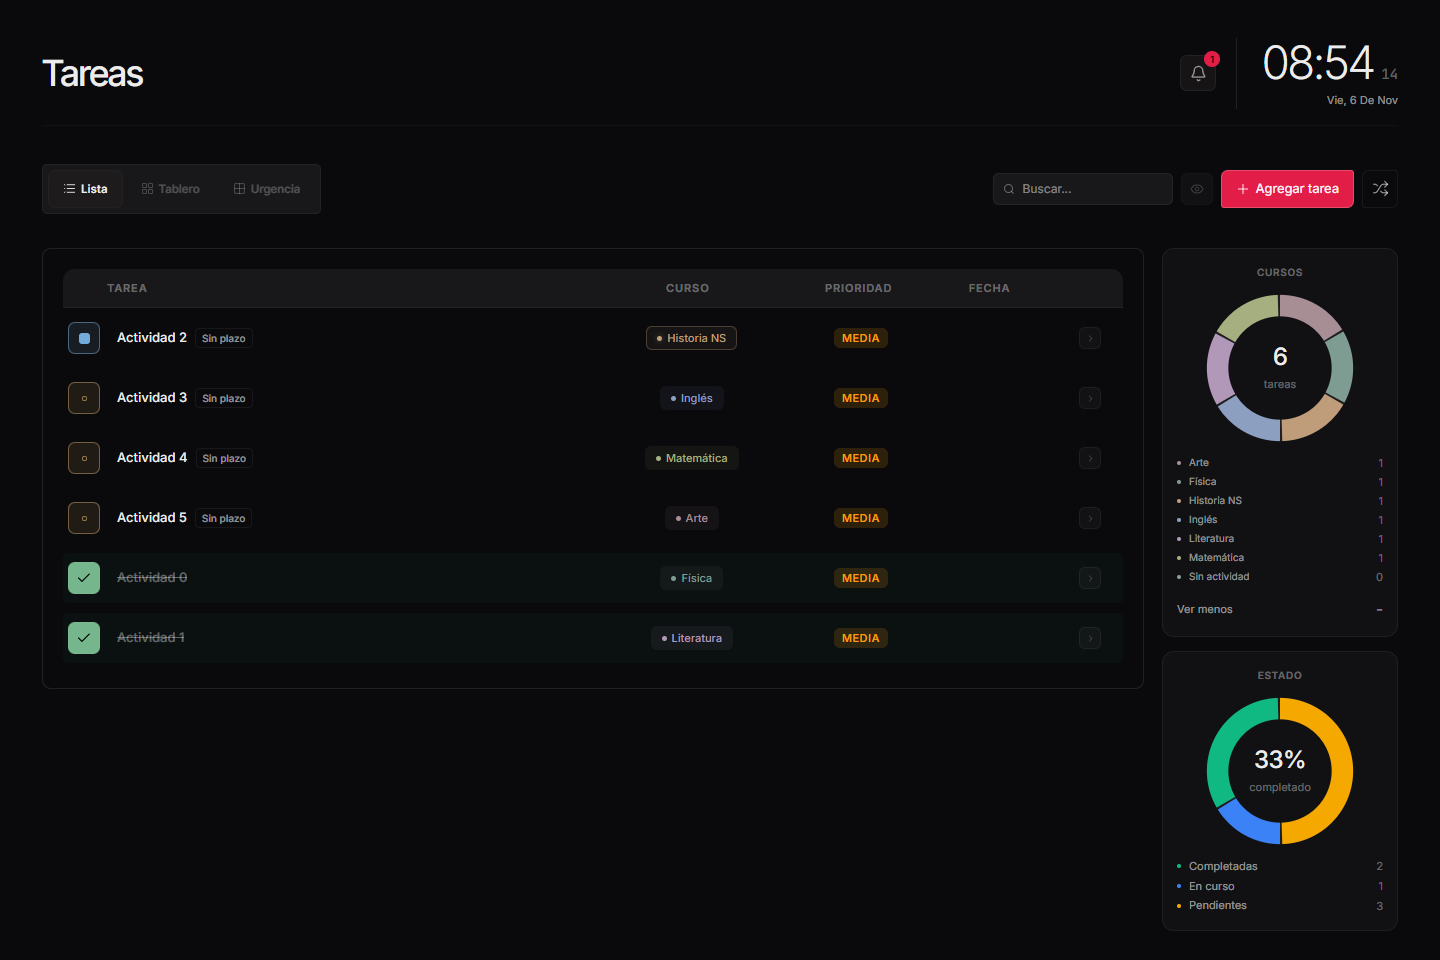 Tareas
1
08:54 14
Vie, 6 De Nov
Lista
Tablero
Urgencia
Buscar...
Agregar tarea
TAREA CURSO PRIORIDAD FECHA
Actividad 2 Sin plazo Historia NS MEDIA
Actividad 3 Sin plazo Inglés MEDIA
Actividad 4 Sin plazo Matemática MEDIA
Actividad 5 Sin plazo Arte MEDIA
Actividad 0 Física MEDIA
Actividad 1 Literatura MEDIA
CURSOS
6
tareas
Arte 1
Física 1
Historia NS 1
Inglés 1
Literatura 1
Matemática 1
Sin actividad 0
Ver menos –
ESTADO
33%
completado
Completadas 2
En curso 1
Pendientes 3